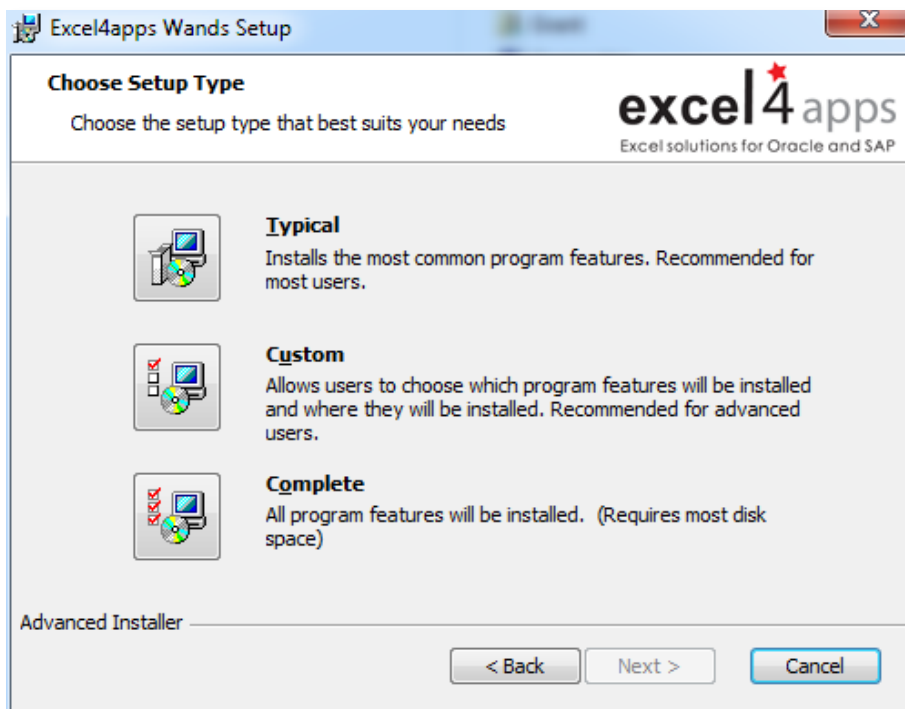 Excel4apps Wands Setup
Choose Setup Type
Choose the setup type that best suits your needs
excel4apps
Excel solutions for Oracle and SAP
Typical
Installs the most common program features. Recommended for
most users.
Custom
Allows users to choose which program features will be installed
and where they will be installed. Recommended for advanced
users.
Complete
All program features will be installed. (Requires most disk
space)
Advanced Installer
< Back Next > Cancel